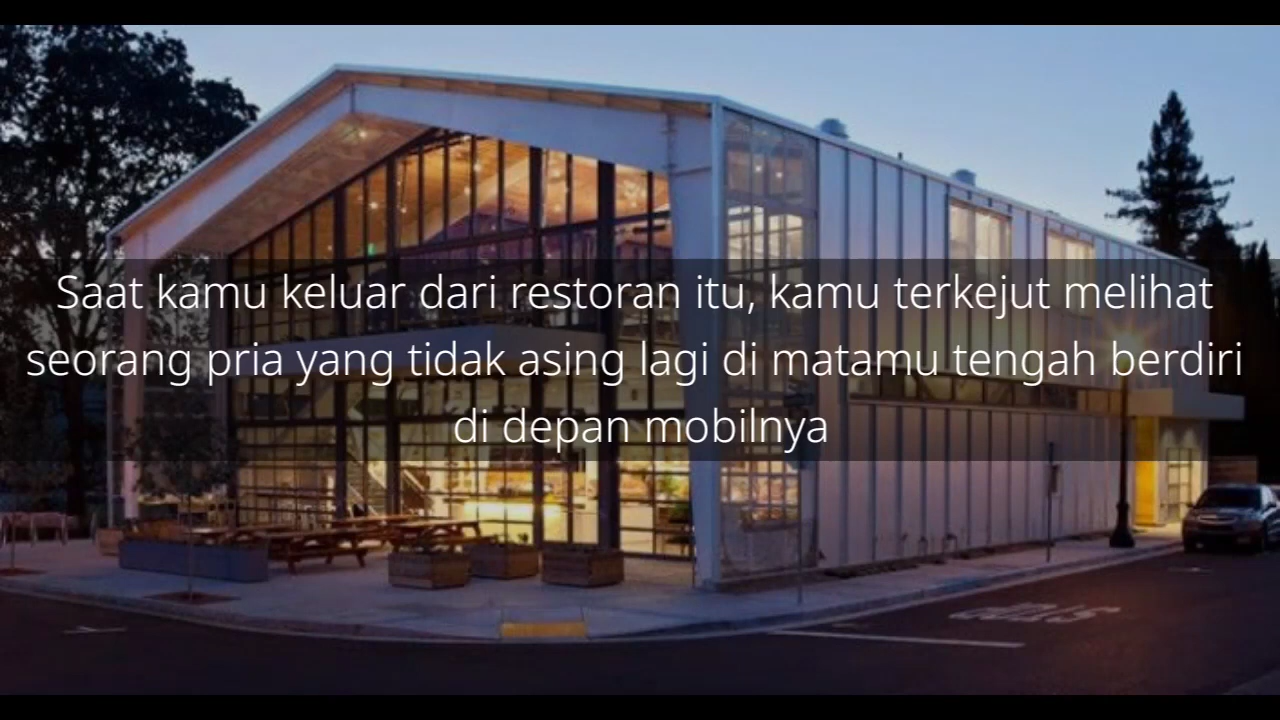 Saat kamu keluar dari restoran itu, kamu terkejut melihat
seorang pria yang tidak asing lagi di matamu tengah berdiri
di depan mobilnya
STOP